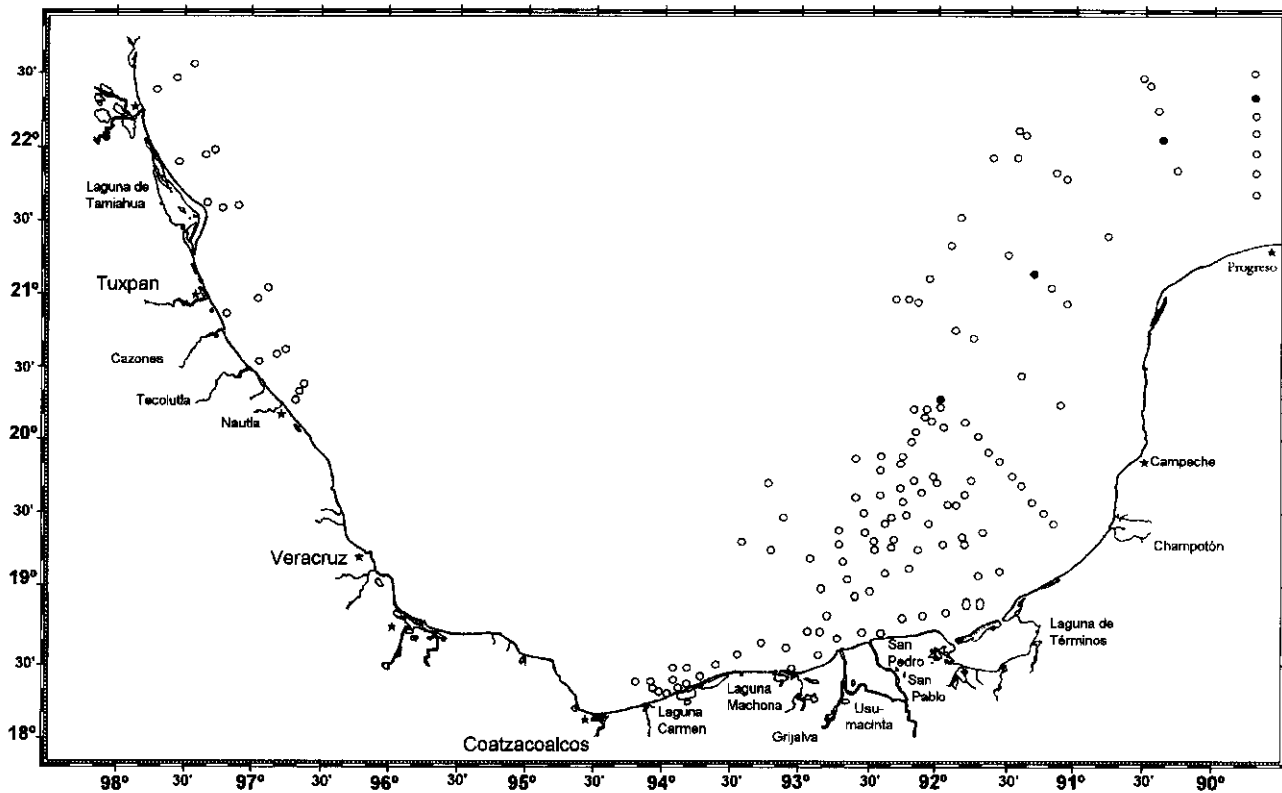 30'
22º
Laguna de
Tamiahua
30'
Progreso
Tuxpan
21º
Cazones
30'
Tecolutla
Nautla
20º
Campeche
30'
Champotón
Veracruz
19º
Laguna de
Términos
San
Pedro
San
Pablo
30'
Laguna
Machona
Laguna
Carmen
Usu-
macinta
Grijalva
18º
Coatzacoalcos
98º 30' 97º 30' 96º 30' 95º 30' 94º 30' 93º 30' 92º 30' 91º 30' 90º